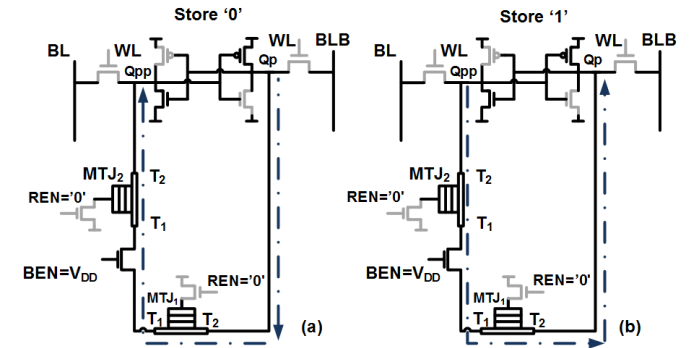 Store ‘0’
BL
WL
Qpp
Qp
WL
BLB
MTJ2
T2
REN=’0'
T1
BEN=VDD
REN=’0'
MTJ1
T1
T2
(a)
Store ‘1’
BL
WL
Qpp
Qp
WL
BLB
MTJ2
T2
REN=’0'
T1
BEN=VDD
REN=’0'
MTJ1
T1
T2
(b)